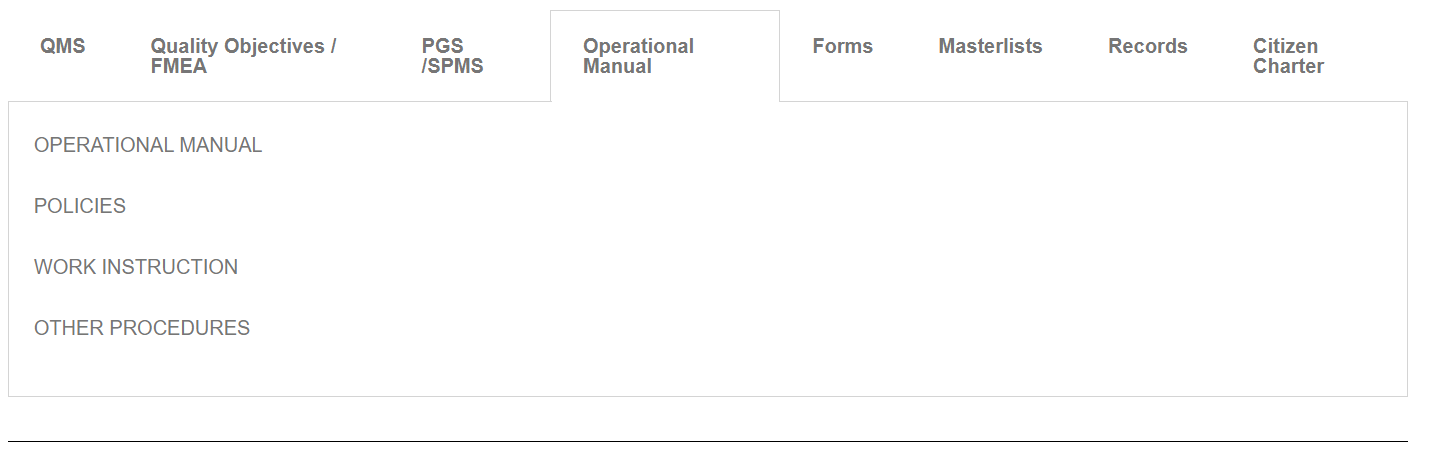 QMS
Quality Objectives /
FMEA
PGS
/SPMS
Operational
Manual
Forms
Masterlists
Records
Citizen
Charter
OPERATIONAL MANUAL
POLICIES
WORK INSTRUCTION
OTHER PROCEDURES